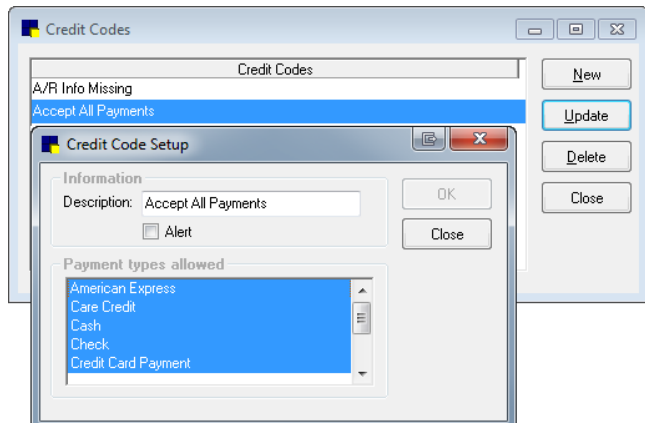 Credit Codes
Credit Codes
A/R Info Missing
Accept All Payments
New
Update
Delete
Close
Credit Code Setup
Information
Description: Accept All Payments
Alert
OK
Close
Payment types allowed
American Express
Care Credit
Cash
Check
Credit Card Payment